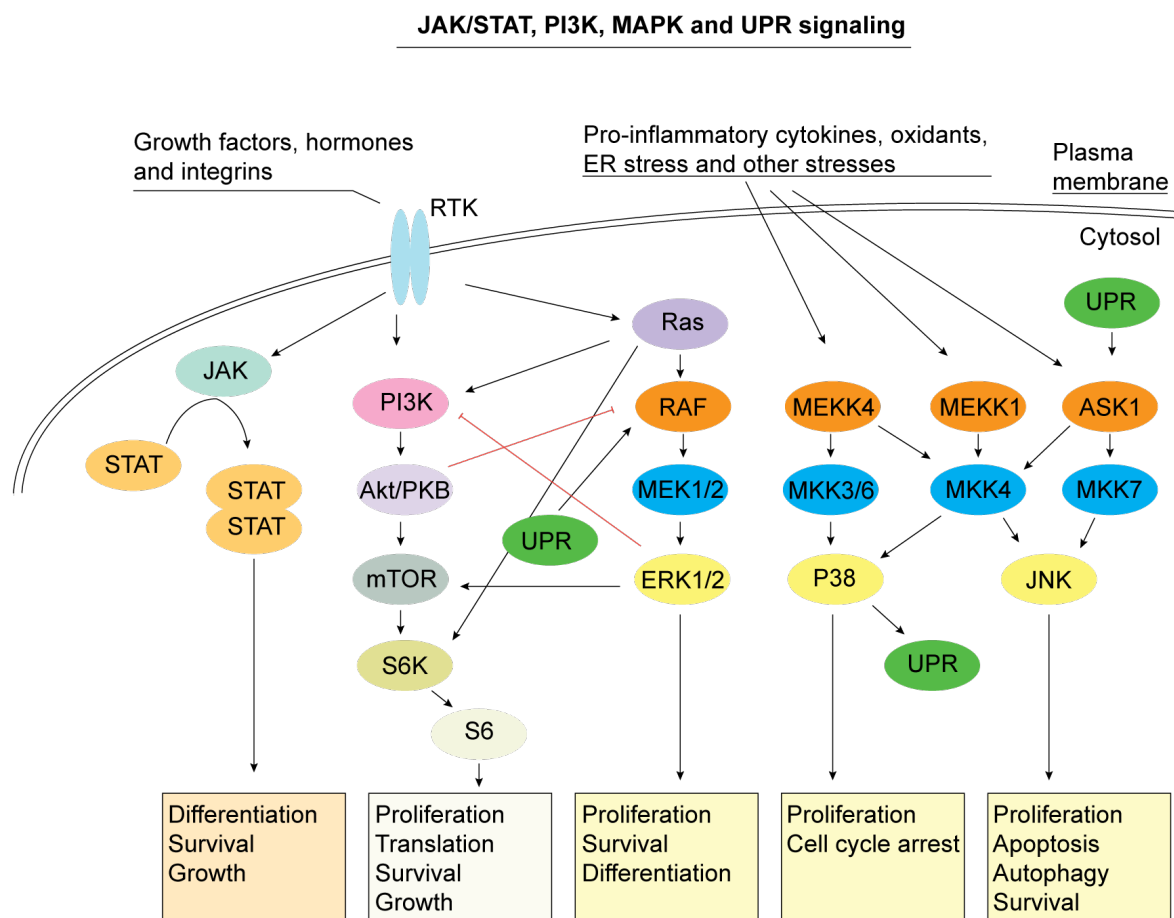 JAK/STAT, PI3K, MAPK and UPR signaling
Growth factors, hormones
and integrins
Pro-inflammatory cytokines, oxidants,
ER stress and other stresses
Plasma
membrane
RTK
Cytosol
UPR
Ras
JAK
PI3K
RAF
MEKK4
MEKK1
ASK1
STAT
STAT
STAT
Akt/PKB
MEK1/2
MKK3/6
MKK4
MKK7
UPR
mTOR
ERK1/2
P38
JNK
S6K
UPR
S6
Differentiation
Survival
Growth
Proliferation
Translation
Survival
Growth
Proliferation
Survival
Differentiation
Proliferation
Cell cycle arrest
Proliferation
Apoptosis
Autophagy
Survival